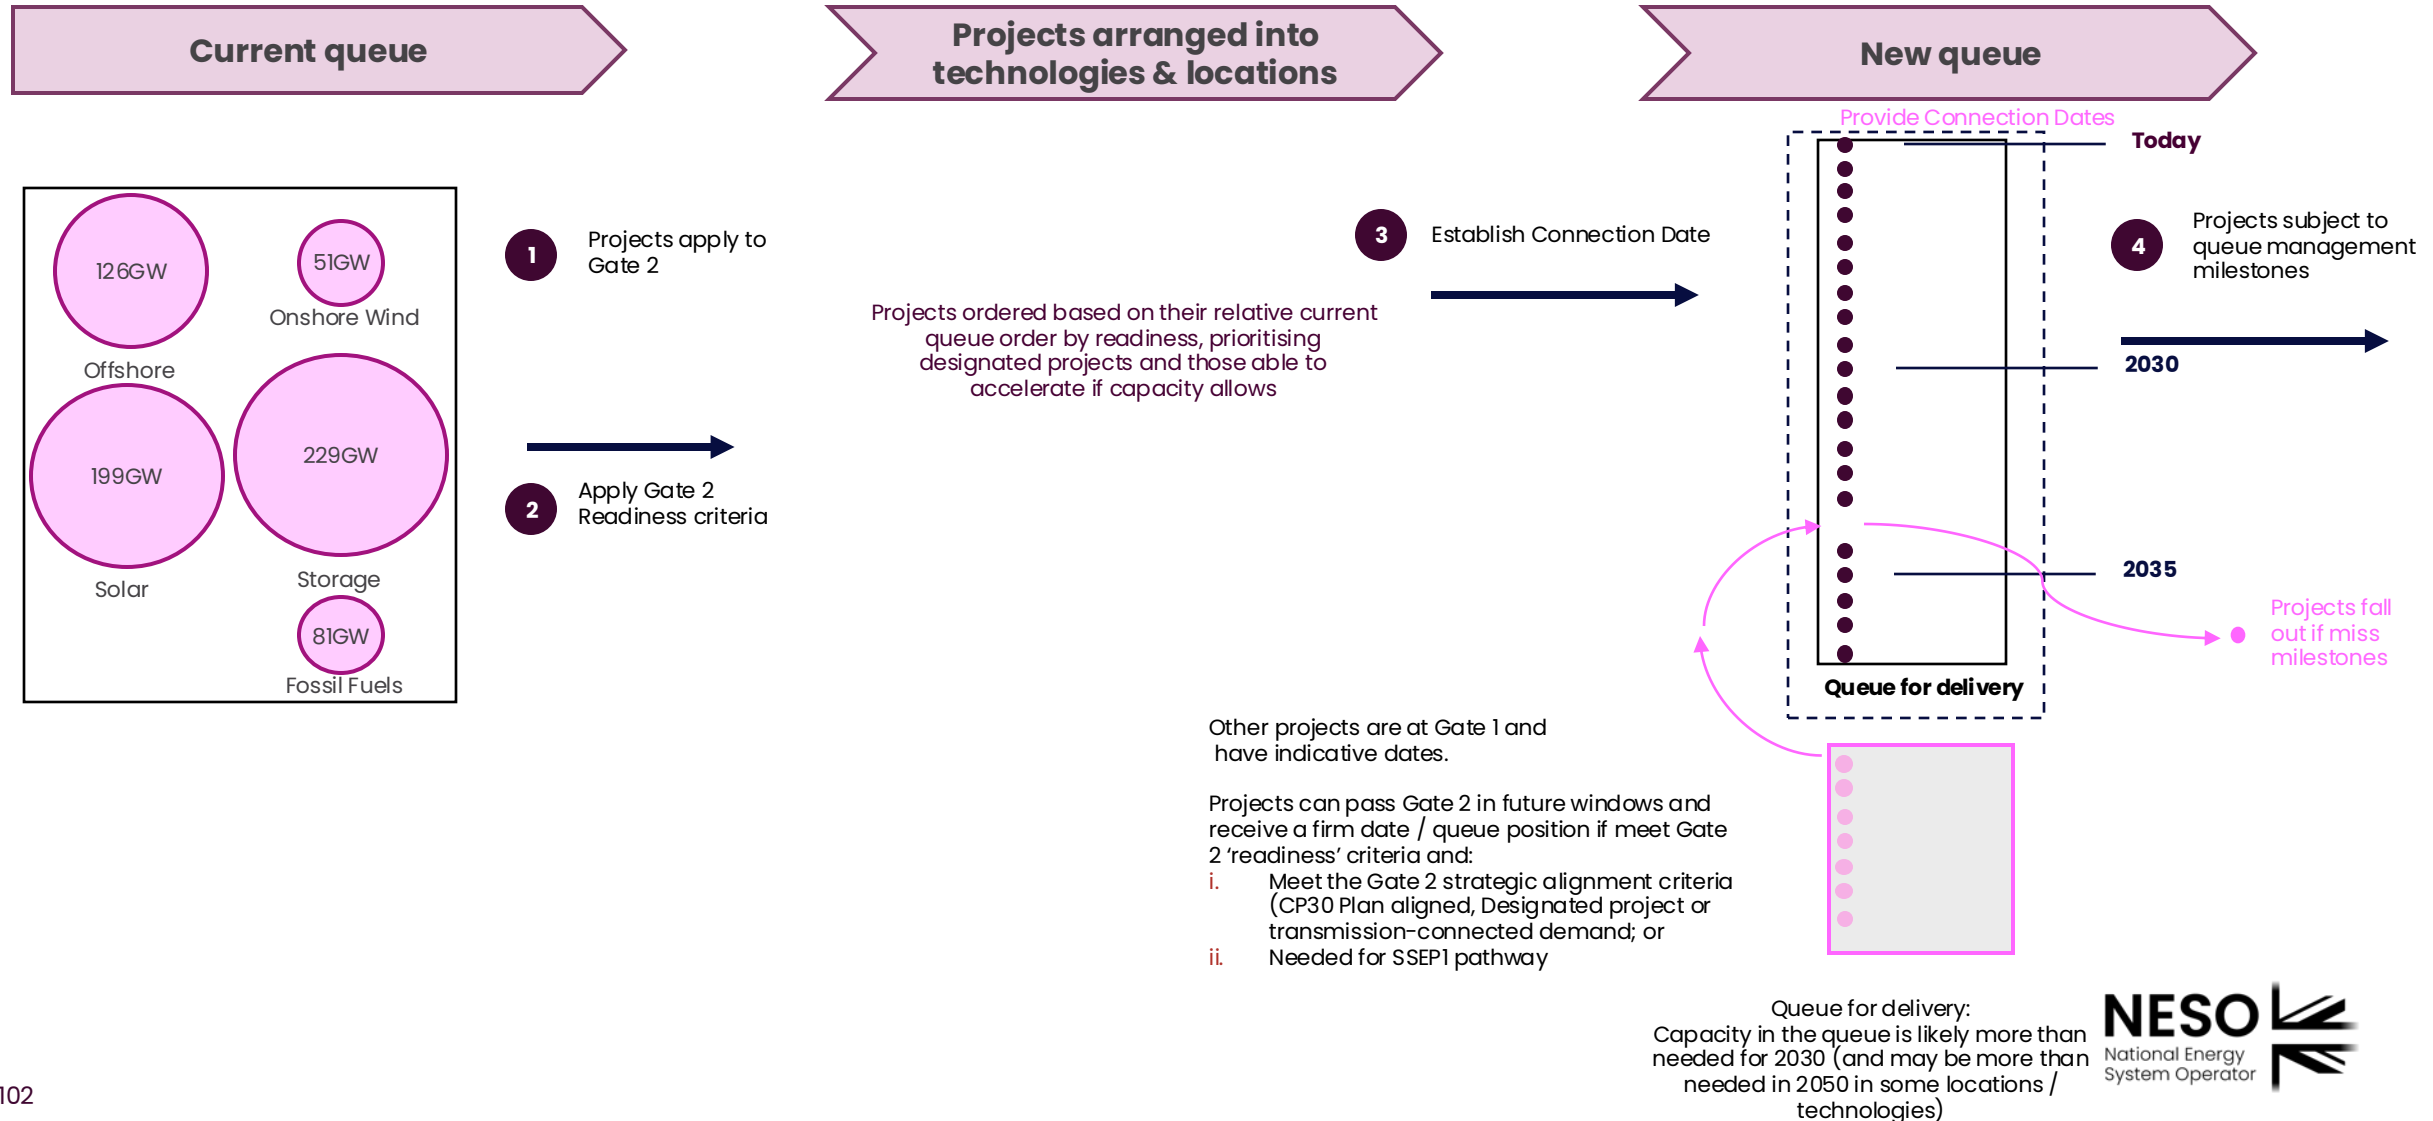 Current queue
Projects arranged into
technologies & locations
New queue
Provide Connection Dates
Today
126GW
Offshore
51GW
Onshore Wind
199GW
Solar
229GW
Storage
81GW
Fossil Fuels
1
Projects apply to
Gate 2
2
Apply Gate 2
Readiness criteria
Projects ordered based on their relative current
queue order by readiness, prioritising
designated projects and those able to
accelerate if capacity allows
3
Establish Connection Date
4
Projects subject to
queue management
milestones
2030
2035
Projects fall
out if miss
milestones
Queue for delivery
Other projects are at Gate 1 and
have indicative dates.
Projects can pass Gate 2 in future windows and
receive a firm date / queue position if meet Gate
2 ‘readiness’ criteria and:
i. Meet the Gate 2 strategic alignment criteria
(CP30 Plan aligned, Designated project or
transmission-connected demand; or
ii. Needed for SSEP1 pathway
Queue for delivery:
Capacity in the queue is likely more than
needed for 2030 (and may be more than
needed in 2050 in some locations /
technologies)
NESO
National Energy
System Operator
102